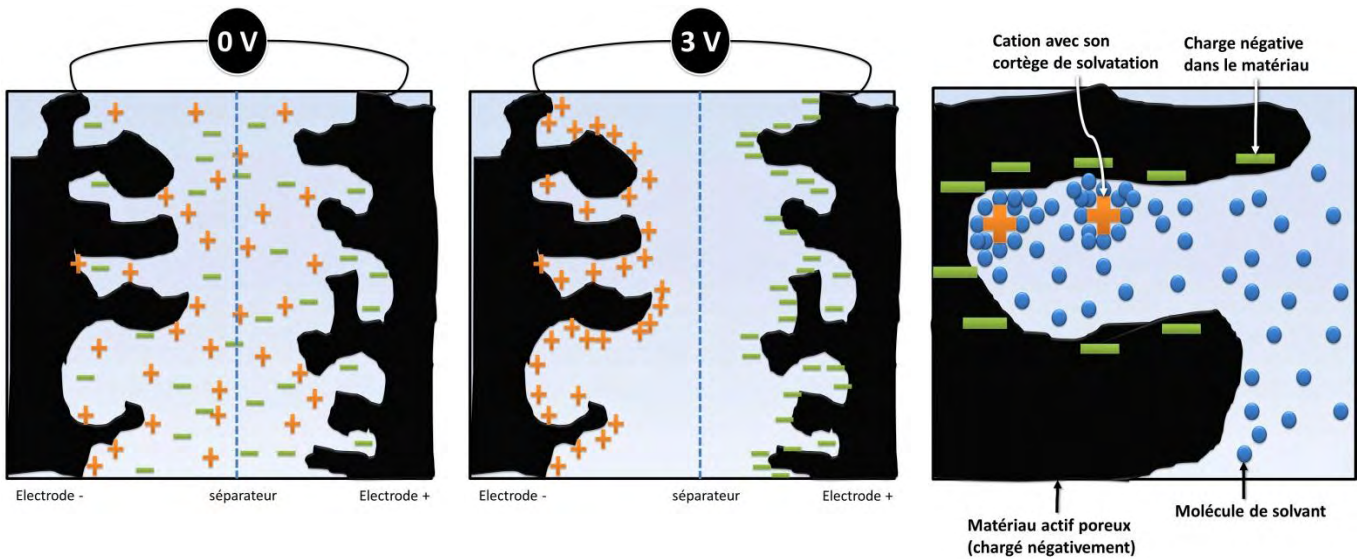 0 V
Electrode -
séparateur
Electrode +
3 V
Electrode -
séparateur
Electrode +
Cation avec son
cortège de solvatation
Charge négative
dans le matériau
Matériau actif poreux
(chargé négativement)
Molécule de solvant